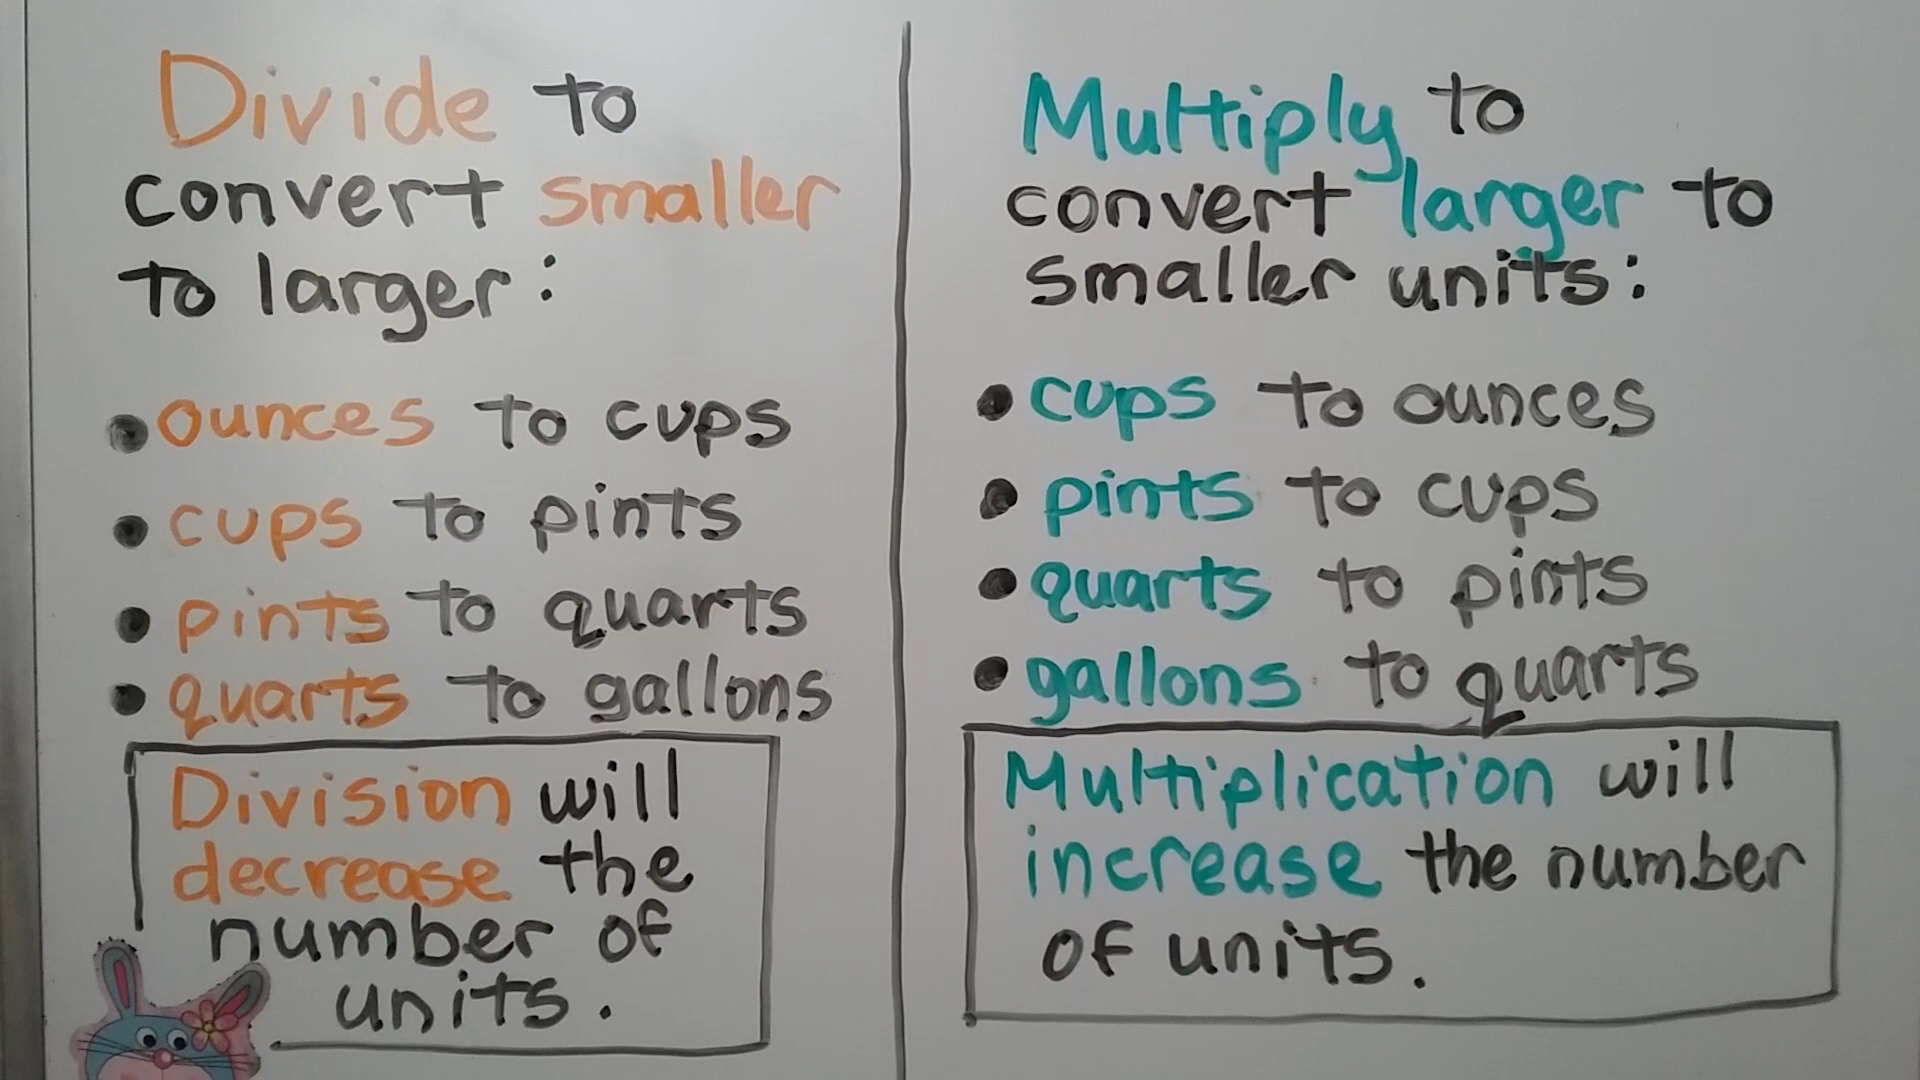 Divide to
convert smaller
to larger:
• ounces to cups
• cups to pints
• pints to quarts
• quarts to gallons
Division will
decrease the
number of
units.
Multiply to
convert larger to
smaller units:
• cups to ounces
• pints to cups
• quarts to pints
• gallons to quarts
Multiplication will
increase the number
of units.